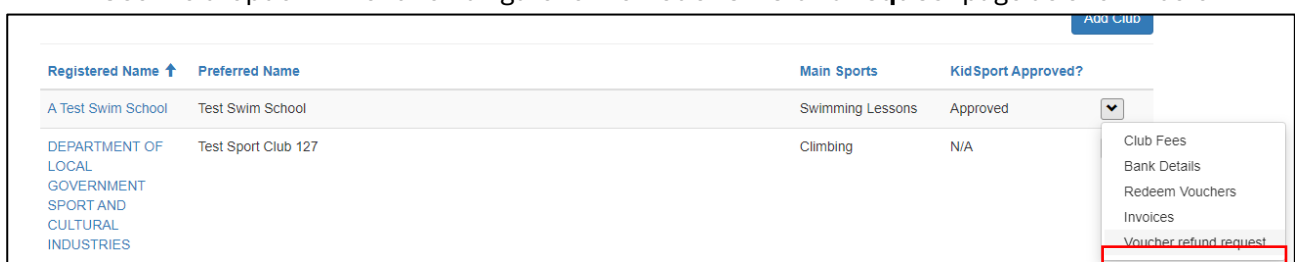 Add Club
Registered Name ↑ Preferred Name Main Sports KidSport Approved?
A Test Swim School Test Swim School Swimming Lessons Approved
DEPARTMENT OF Test Sport Club 127 Climbing N/A
LOCAL
GOVERNMENT
SPORT AND
CULTURAL
INDUSTRIES
Club Fees
Bank Details
Redeem Vouchers
Invoices
Voucher refund request